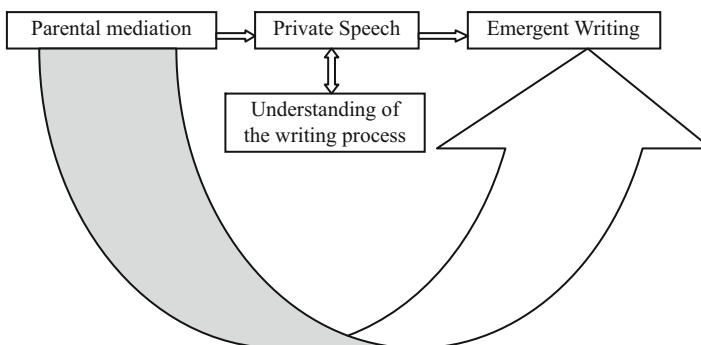 Parental mediation
Private Speech
Emergent Writing
Understanding of
the writing process